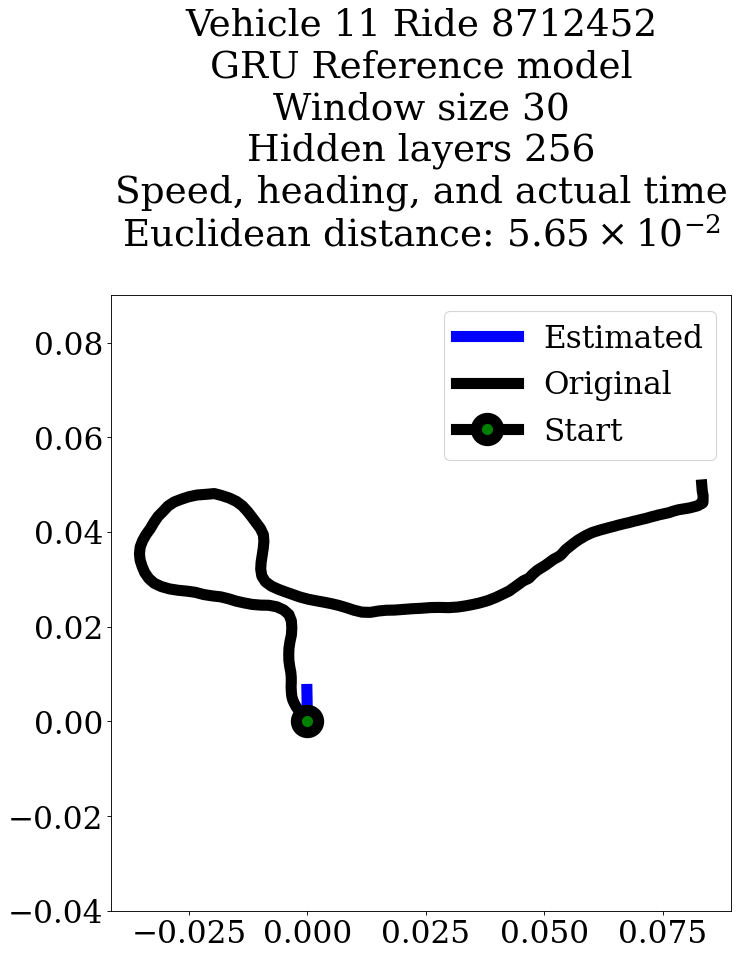 Vehicle 11 Ride 8712452
GRU Reference model
Window size 30
Hidden layers 256
Speed, heading, and actual time
Euclidean distance: 5.65 × 10⁻²
Estimated
Original
Start
0.08
0.06
0.04
0.02
0.00
−0.02
−0.04
−0.025 0.000 0.025 0.050 0.075